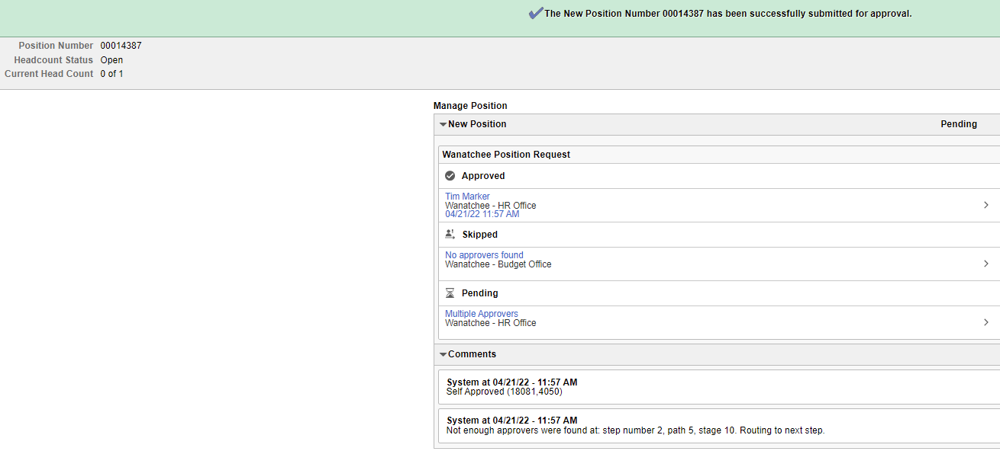 The New Position Number 00014387 has been successfully submitted for approval.
Position Number 00014387
Headcount Status Open
Current Head Count 0 of 1
Manage Position
New Position Pending
Wanatchee Position Request
Approved
Tim Marker
Wanatchee - HR Office
04/21/22 11:57 AM
Skipped
No approvers found
Wanatchee - Budget Office
Pending
Multiple Approvers
Wanatchee - HR Office
Comments
System at 04/21/22 - 11:57 AM
Self Approved (18081,4050)
System at 04/21/22 - 11:57 AM
Not enough approvers were found at: step number 2, path 5, stage 10. Routing to next step.